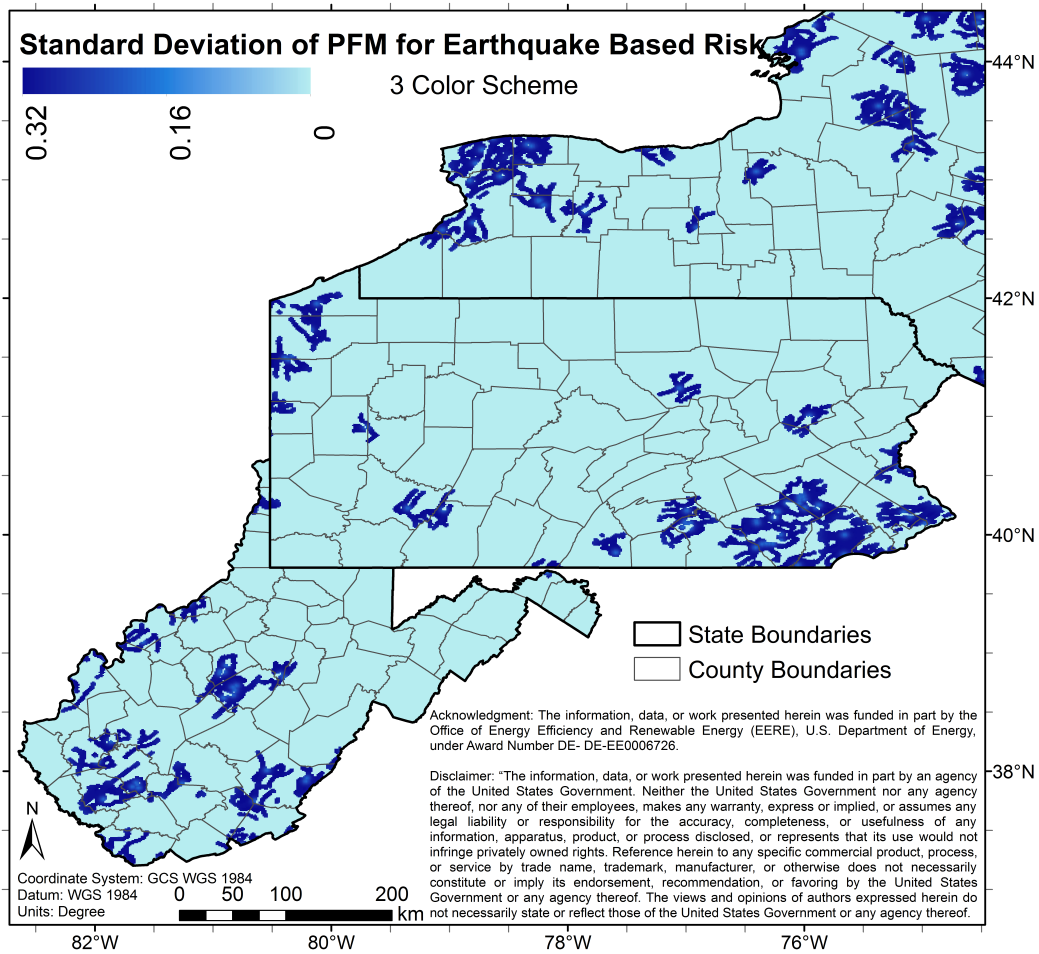 Standard Deviation of PFM for Earthquake Based Risk
3 Color Scheme
0.32
0.16
0
44°N
42°N
40°N
38°N
State Boundaries
County Boundaries
Acknowledgment: The information, data, or work presented herein was funded in part by the
Office of Energy Efficiency and Renewable Energy (EERE), U.S. Department of Energy,
under Award Number DE- DE-EE0006726.
Disclaimer: “The information, data, or work presented herein was funded in part by an agency
of the United States Government. Neither the United States Government nor any agency
thereof, nor any of their employees, makes any warranty, express or implied, or assumes any
legal liability or responsibility for the accuracy, completeness, or usefulness of any
information, apparatus, product, or process disclosed, or represents that its use would not
infringe privately owned rights. Reference herein to any specific commercial product, process,
or service by trade name, trademark, manufacturer, or otherwise does not necessarily
constitute or imply its endorsement, recommendation, or favoring by the United States
Government or any agency thereof. The views and opinions of authors expressed herein do
not necessarily state or reflect those of the United States Government or any agency thereof.
N
Coordinate System: GCS WGS 1984
Datum: WGS 1984
Units: Degree
0 50 100 200
km
82°W 80°W 78°W 76°W